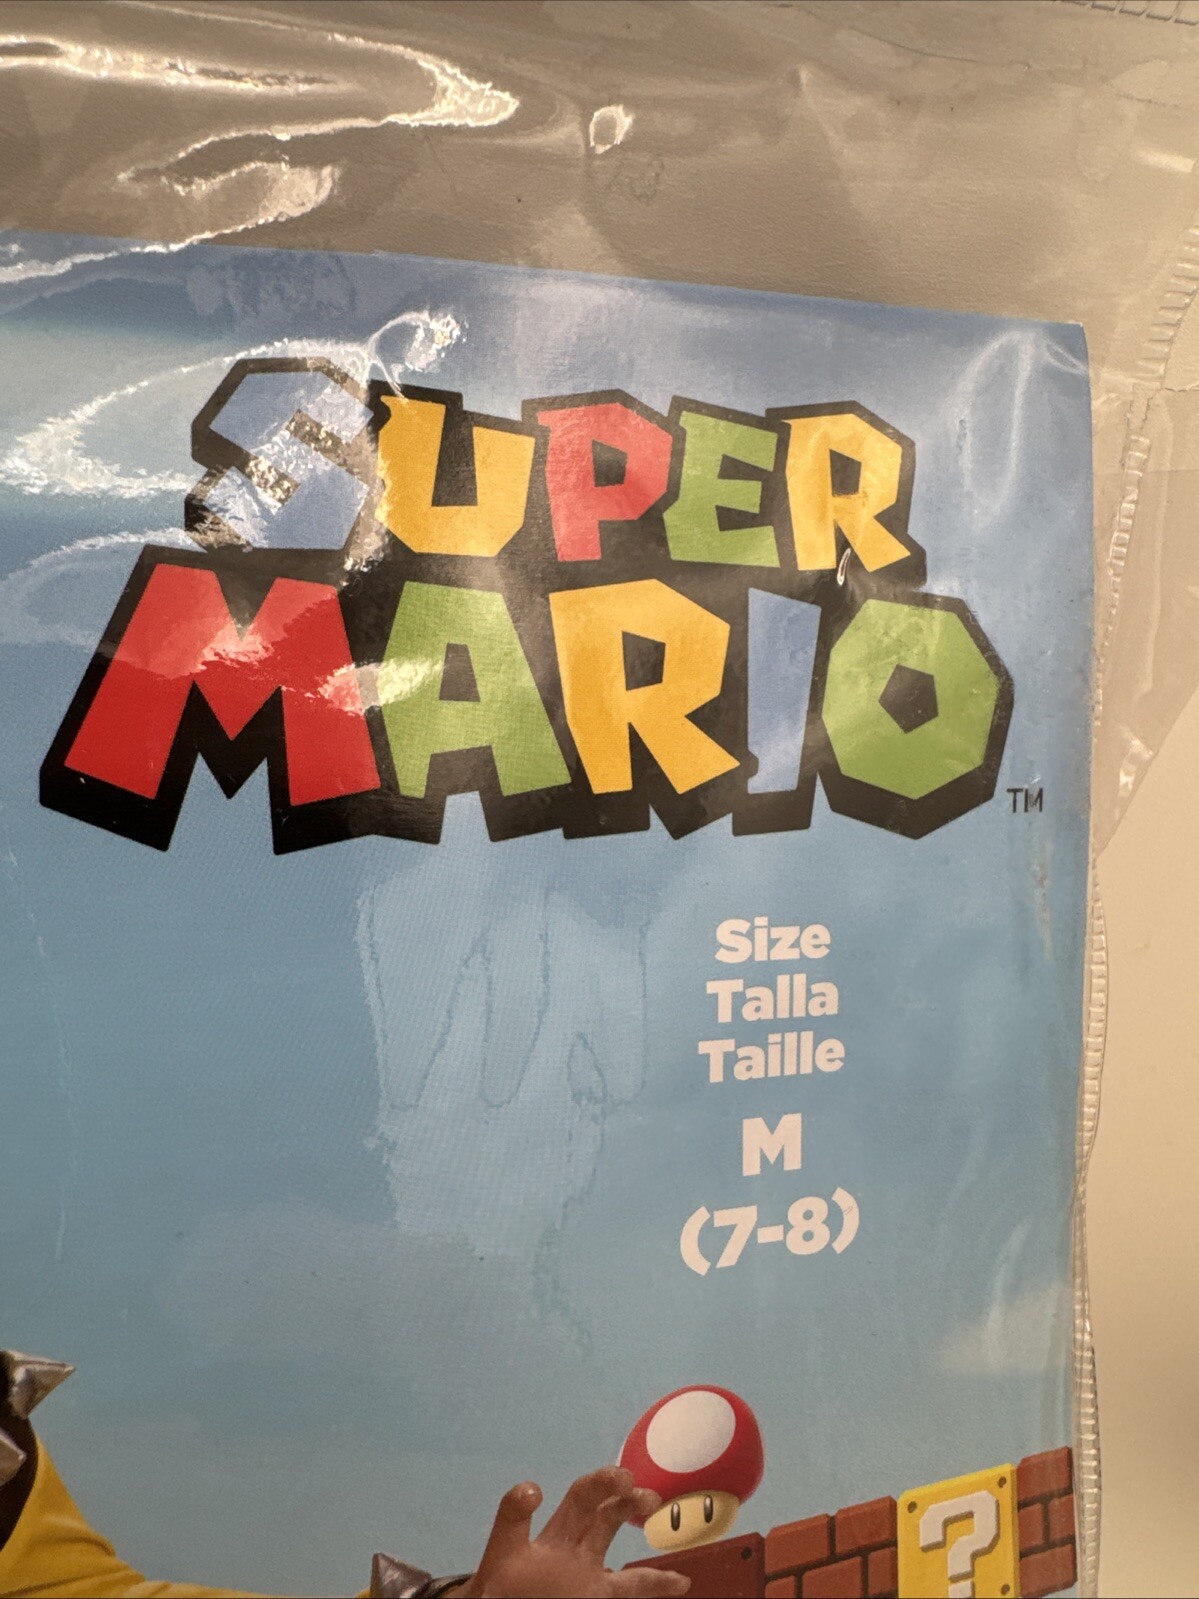 SUPER
MARIO
TM
Size
Talla
Taille
M
(7-8)
?